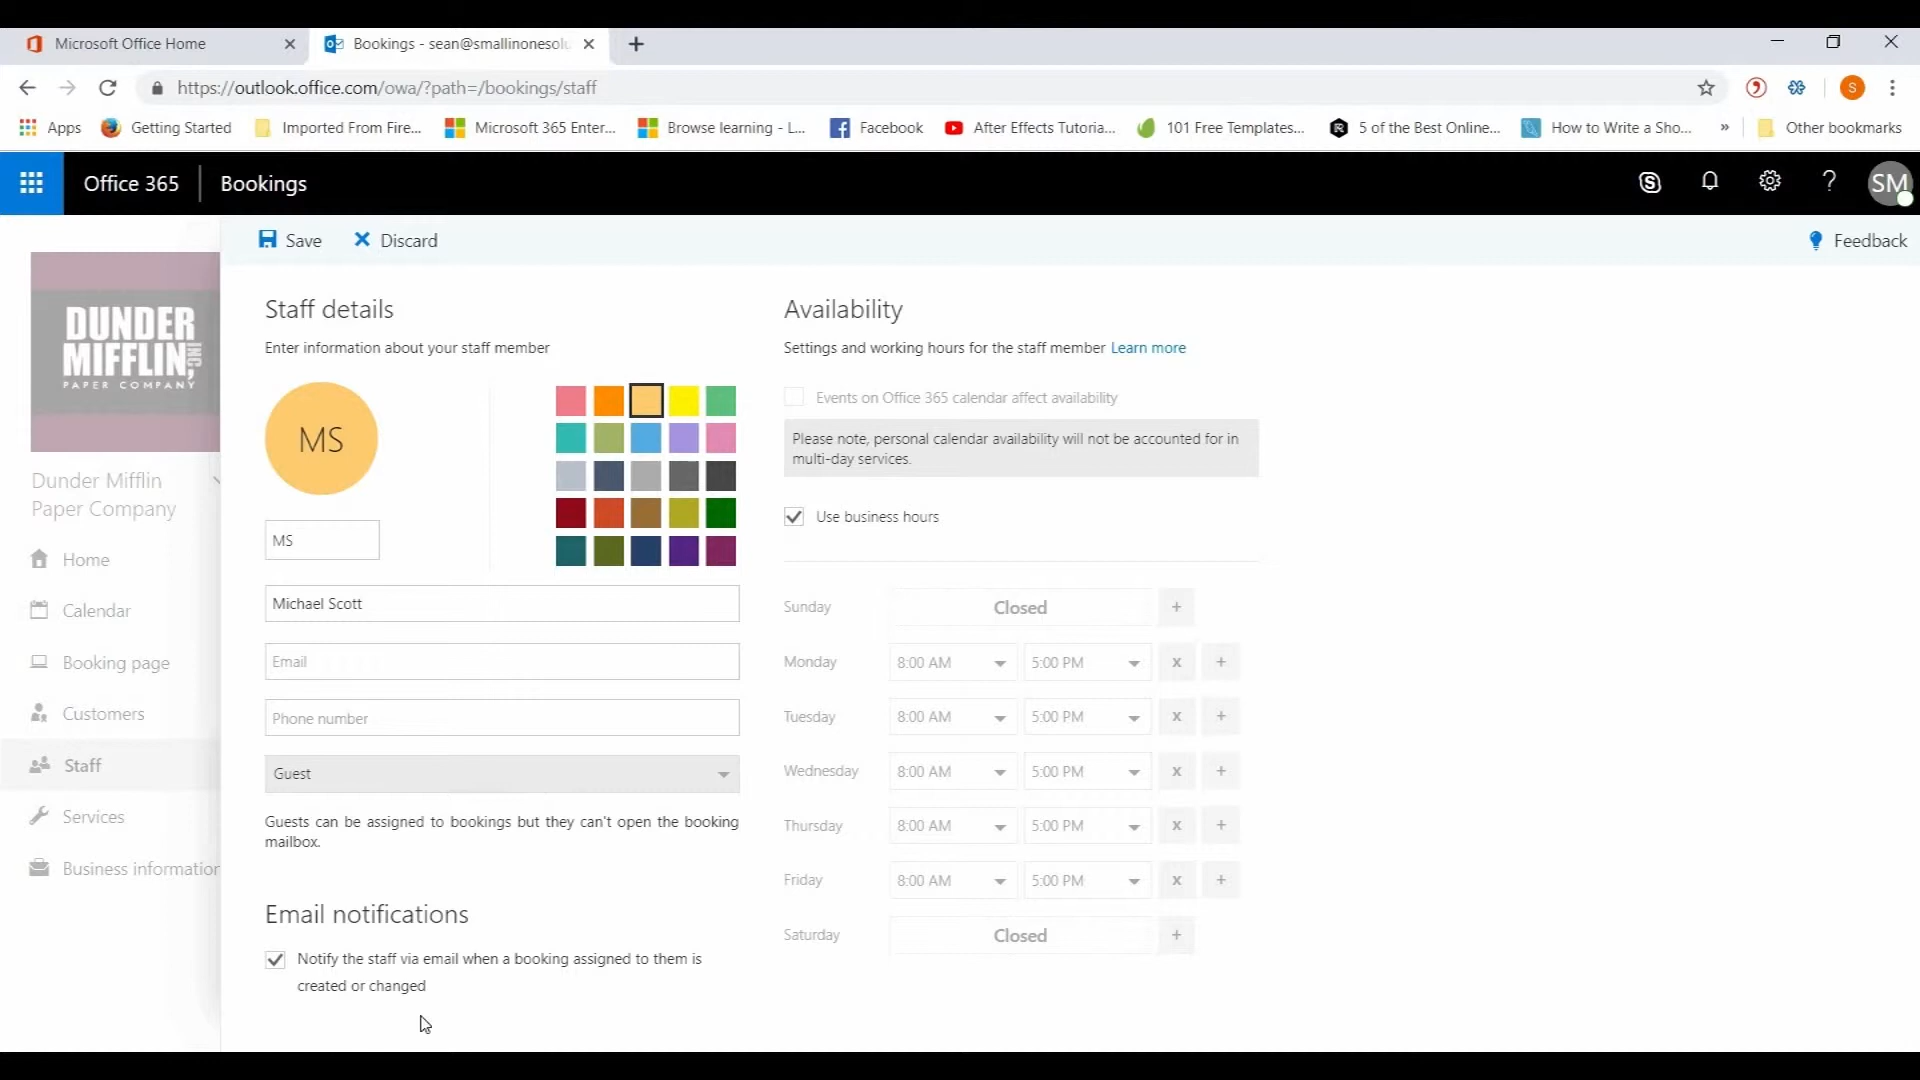 Microsoft Office Home
Bookings - sean@smallinonesolu
https://outlook.office.com/owa/?path=/bookings/staff
S
Apps
Getting Started
Imported From Fire...
Microsoft 365 Enter...
Browse learning - L...
Facebook
After Effects Tutoria...
101 Free Templates...
5 of the Best Online...
How to Write a Sho...
»
Other bookmarks
Office 365
Bookings
?
SM
Save
Discard
Feedback
DUNDER
MIFFLIN, INC
PAPER COMPANY
Dunder Mifflin
Paper Company
Home
Calendar
Booking page
Customers
Staff
Services
Business information
Staff details
Enter information about your staff member
MS
MS
Michael Scott
Email
Phone number
Guest
Guests can be assigned to bookings but they can't open the booking
mailbox.
Email notifications
Notify the staff via email when a booking assigned to them is
created or changed
Availability
Settings and working hours for the staff member Learn more
Events on Office 365 calendar affect availability
Please note, personal calendar availability will not be accounted for in
multi-day services.
Use business hours
Sunday Closed +
Monday 8:00 AM 5:00 PM x +
Tuesday 8:00 AM 5:00 PM x +
Wednesday 8:00 AM 5:00 PM x +
Thursday 8:00 AM 5:00 PM x +
Friday 8:00 AM 5:00 PM x +
Saturday Closed +